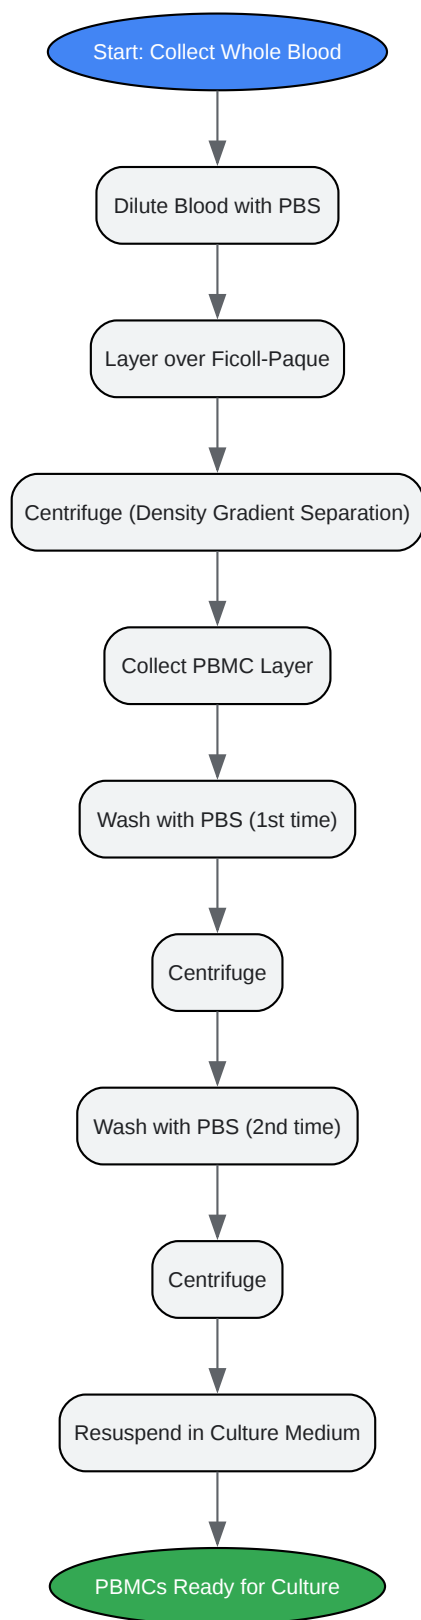 Start: Collect Whole Blood
Dilute Blood with PBS
Layer over Ficoll-Paque
Centrifuge (Density Gradient Separation)
Collect PBMC Layer
Wash with PBS (1st time)
Centrifuge
Wash with PBS (2nd time)
Centrifuge
Resuspend in Culture Medium
PBMCs Ready for Culture